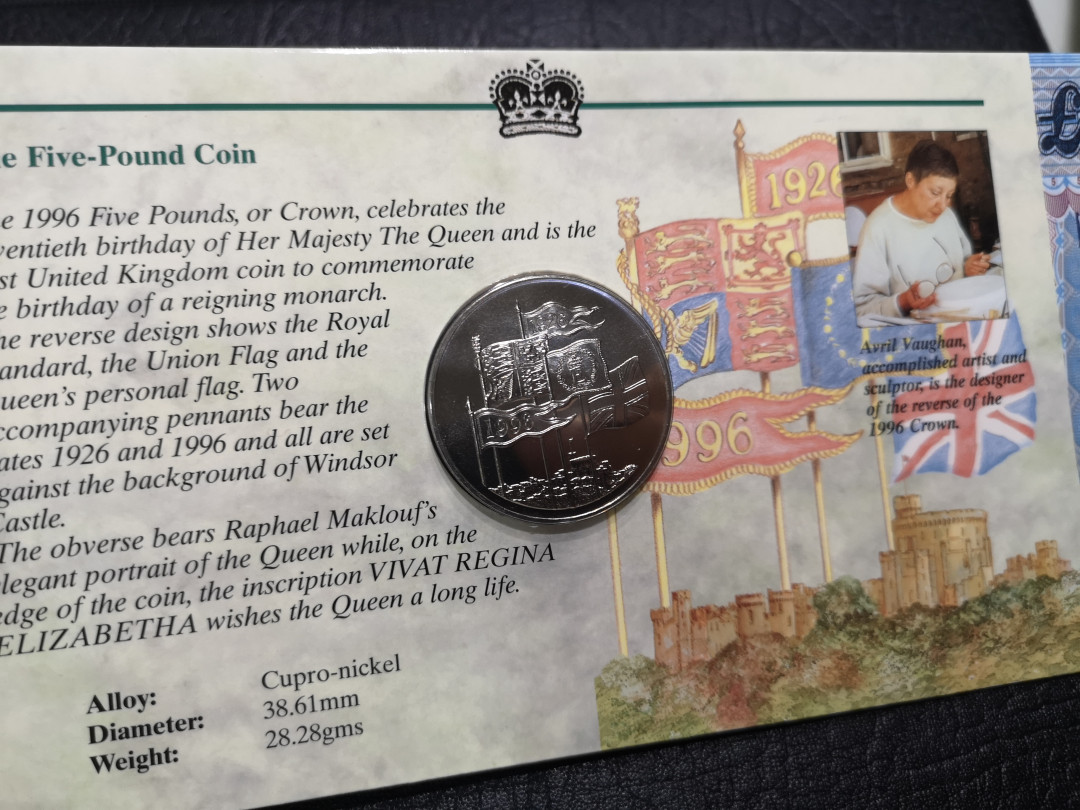 e Five-Pound Coin
e 1996 Five Pounds, or Crown, celebrates the
ventieth birthday of Her Majesty The Queen and is the
st United Kingdom coin to commemorate
e birthday of a reigning monarch.
he reverse design shows the Royal
tandard, the Union Flag and the
ueen's personal flag. Two
ccompanying pennants bear the
ates 1926 and 1996 and all are set
gainst the background of Windsor
Castle.
The obverse bears Raphael Maklouf's
elegant portrait of the Queen while, on the
edge of the coin, the inscription VIVAT REGINA
ELIZABETHA wishes the Queen a long life.
Alloy: Cupro-nickel
Diameter: 38.61mm
Weight: 28.28gms
1996
1926
1996
Avril Vaughan,
accomplished artist and
sculptor, is the designer
of the reverse of the
1996 Crown.
£